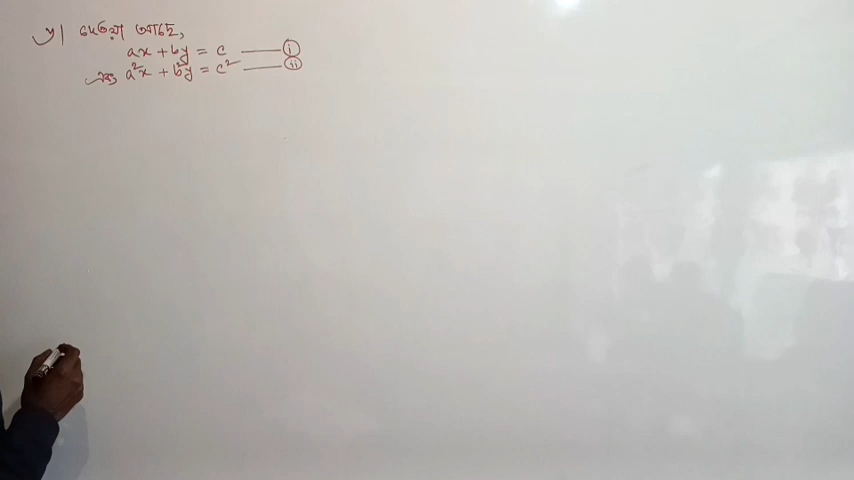 ৮। দেওয়া আছে,
ax + by = c ——— (i)
এবং a²x + b²y = c² ——— (ii)